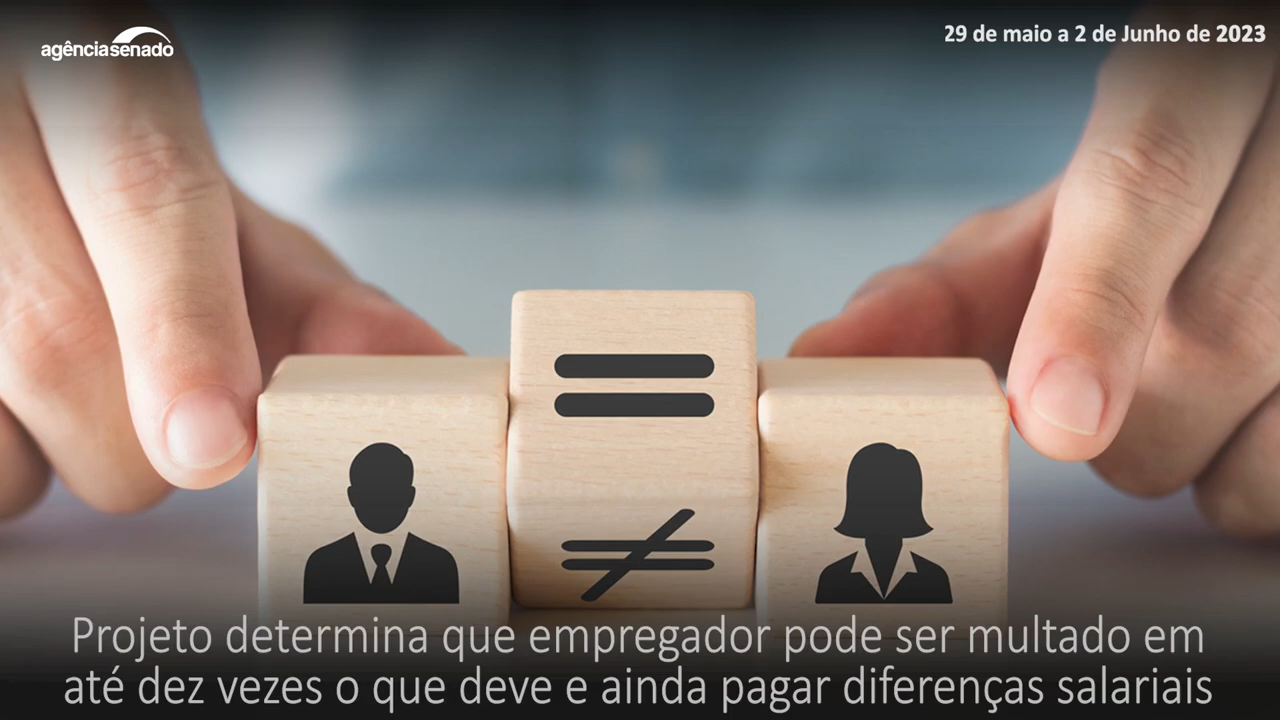 agênciasenado
29 de maio a 2 de Junho de 2023
Projeto determina que empregador pode ser multado em
até dez vezes o que deve e ainda pagar diferenças salariais